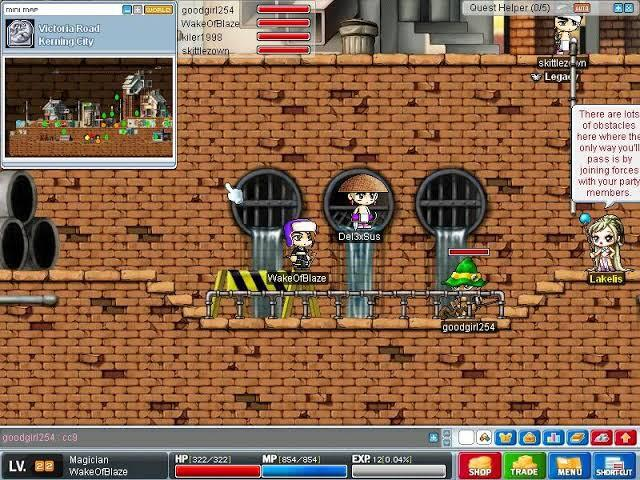 MINI MAP
WORLD
Victoria Road
Kerning City
goodgirl254
WakeOfBlaze
kiler1998
skittlezown
Quest Helper (0/5)
AUTO
skittlezown
Legacy
There are lots
of obstacles
here where the
only way you'll
pass is by
joining forces
with your party
members.
Del3xSus
WakeOfBlaze
Lakelis
goodgirl254
goodgirl254 : cc9
LV. 22
Magician
WakeOfBlaze
HP[322/322]
MP[854/854]
EXP. 12[0.04%]
SHOP
TRADE
MENU
SHORT CUT